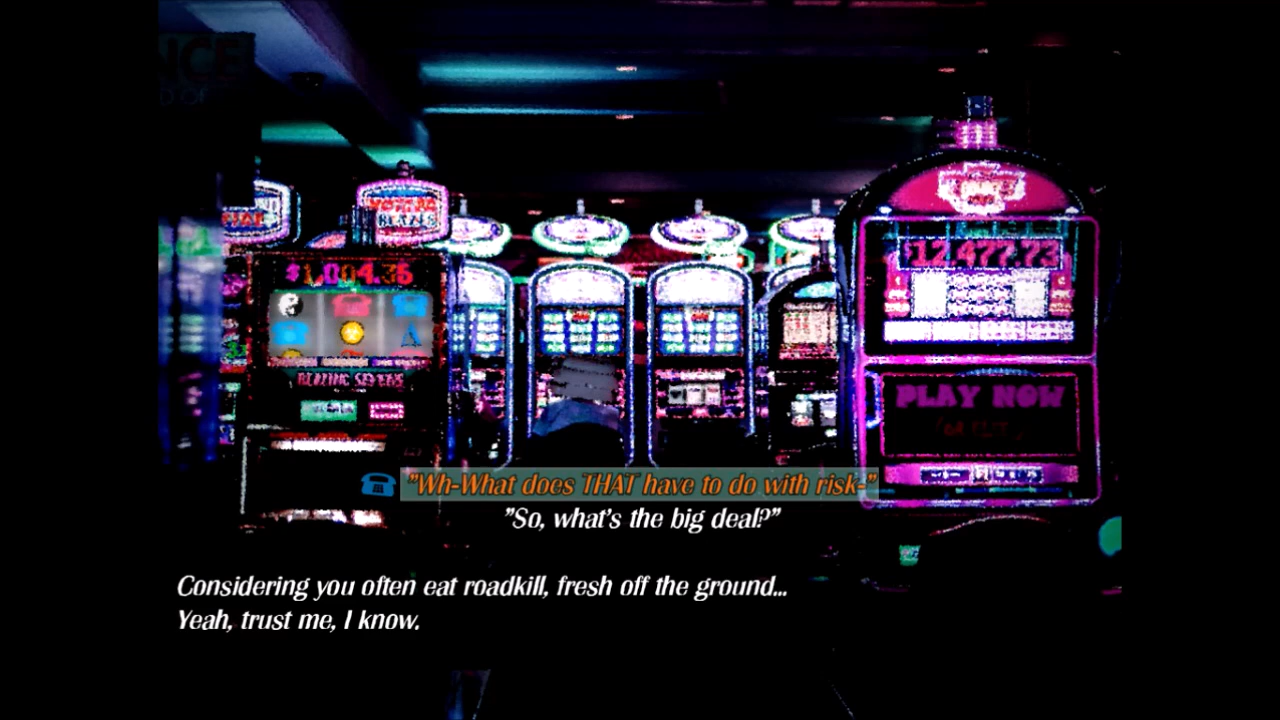 NCE
$1,004.36
$12,477.73
BLAZING SEVENS
PLAY NOW
"Wh-What does THAT have to do with risk-"
"So, what's the big deal?"
Considering you often eat roadkill, fresh off the ground...
Yeah, trust me, I know.